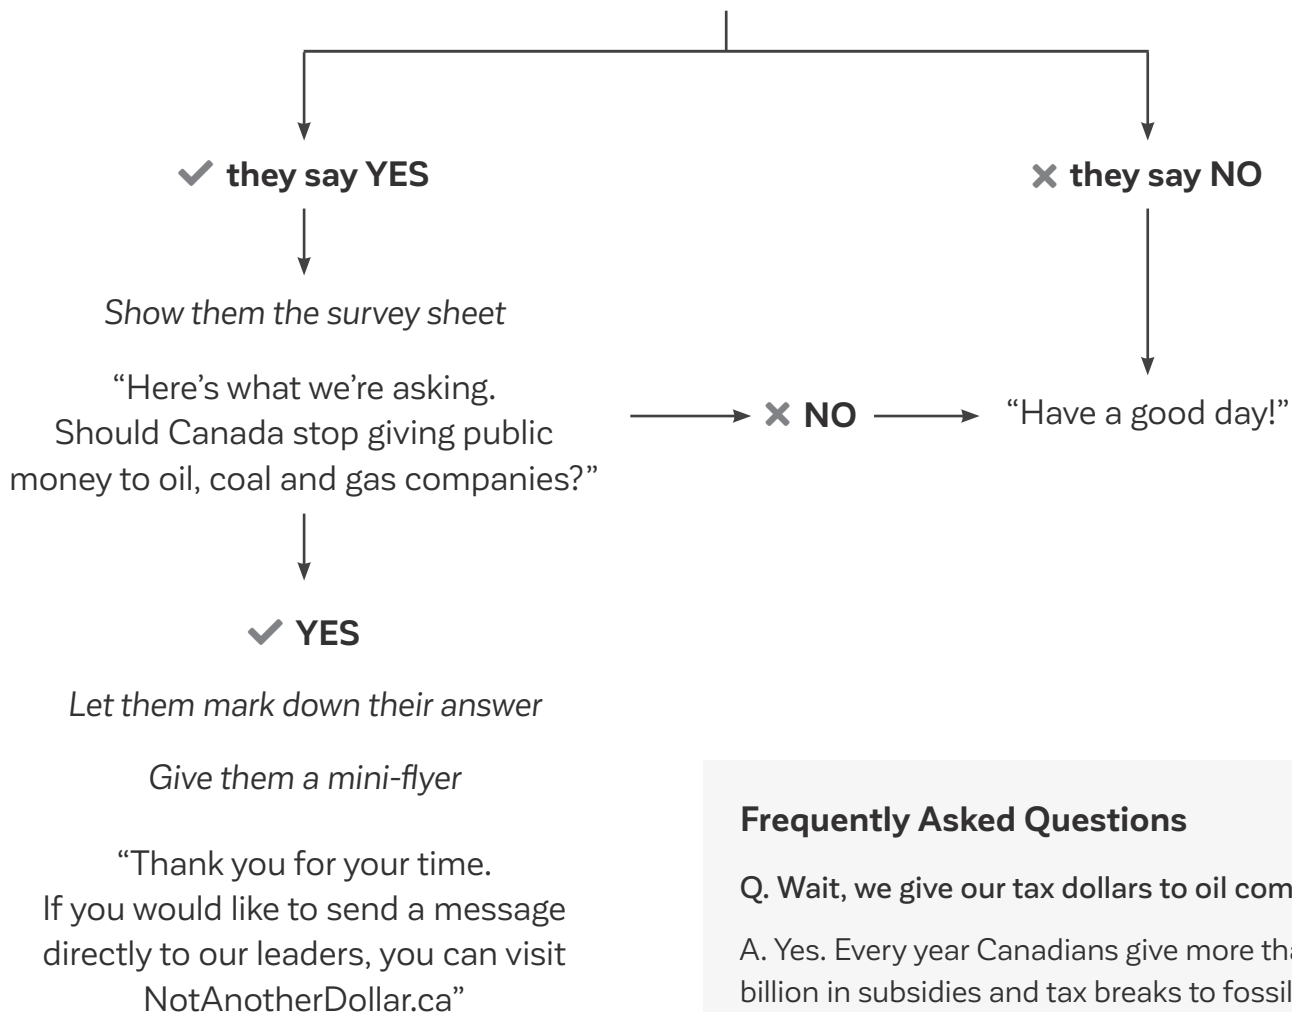 they say YES
they say NO
Show them the survey sheet
“Here’s what we’re asking.
Should Canada stop giving public
money to oil, coal and gas companies?”
NO
“Have a good day!”
YES
Let them mark down their answer
Give them a mini-flyer
“Thank you for your time.
If you would like to send a message
directly to our leaders, you can visit
NotAnotherDollar.ca”
Frequently Asked Questions
Q. Wait, we give our tax dollars to oil com
A. Yes. Every year Canadians give more tha
billion in subsidies and tax breaks to fossil